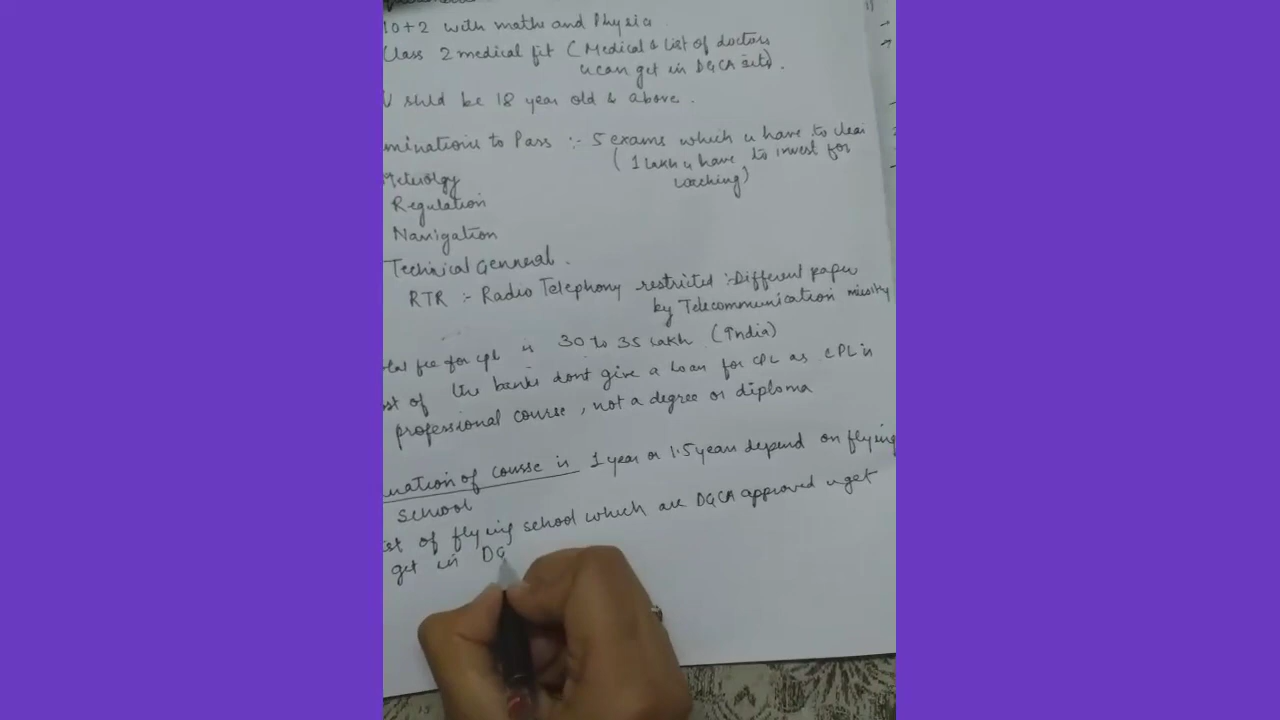 10+2 with maths and Physic
Class 2 medical fit (Medical & list of doctors
u can get in DGCA site).
U shld be 18 year old & above.
minations to Pass :- 5 exams which u have to clear
(1 lakh u have to invest for
coaching)
Meteurolgy
Regulation
Navigation
Technical Genneral.
RTR :- Radio Telephony restricted :- Different paper
by Telecommunication ministry
tal fee for cpl is 30 to 35 lakh (India)
ost of the banks dont give a loan for CPL as CPL is
professional course, not a degree or diploma
uration of course is 1 year or 1.5 year depend on flying
school
ist of flying school which are DGCA approved u get
get in DG